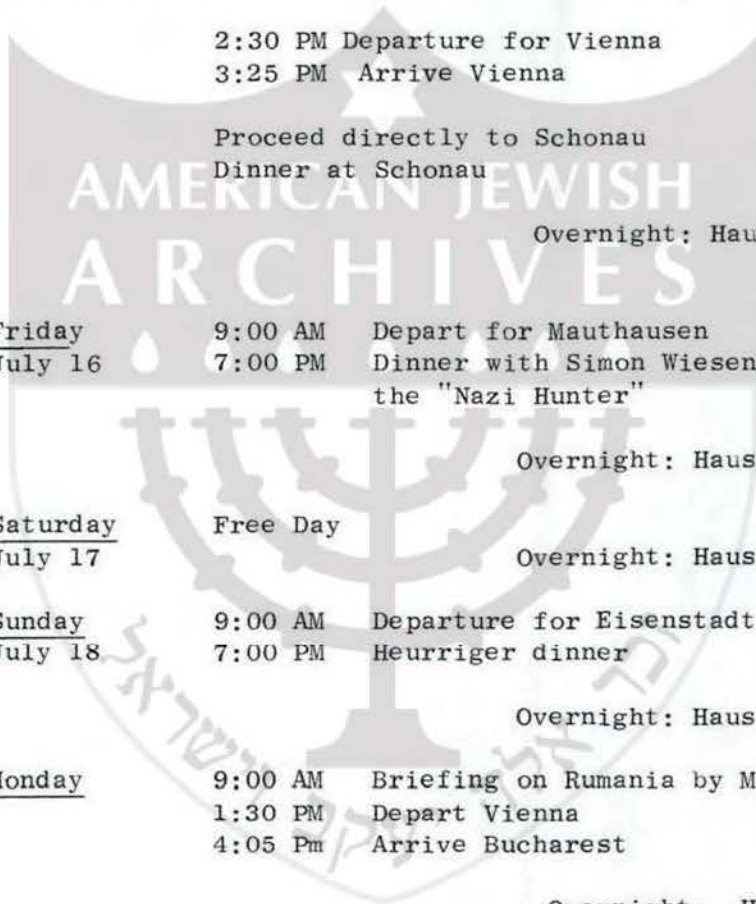 2:30 PM Departure for Vienna
3:25 PM Arrive Vienna
Proceed directly to Schonau
Dinner at Schonau
AMERICAN JEWISH
ARCHIVES
Overnight: Hau
Friday 9:00 AM Depart for Mauthausen
July 16 7:00 PM Dinner with Simon Wiesen
the "Nazi Hunter"
Overnight: Haus
Saturday Free Day
July 17 Overnight: Haus
Sunday 9:00 AM Departure for Eisenstadt
July 18 7:00 PM Heurriger dinner
Overnight: Haus
Monday 9:00 AM Briefing on Rumania by M
1:30 PM Depart Vienna
4:05 Pm Arrive Bucharest
זכר אלה יעקב וישראל